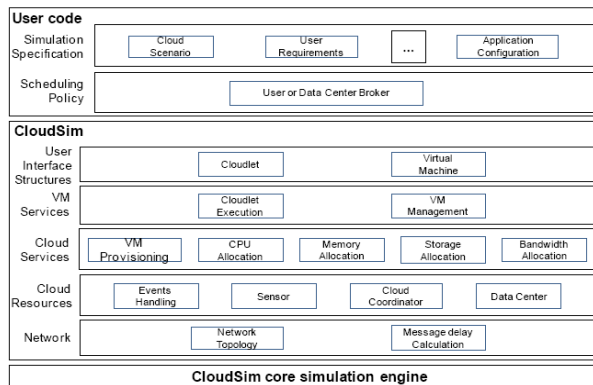 User code
Simulation
Specification
Cloud
Scenario
User
Requirements
...
Application
Configuration
Scheduling
Policy
User or Data Center Broker
CloudSim
User
Interface
Structures
Cloudlet
Virtual
Machine
VM
Services
Cloudlet
Execution
VM
Management
Cloud
Services
VM
Provisioning
CPU
Allocation
Memory
Allocation
Storage
Allocation
Bandwidth
Allocation
Cloud
Resources
Events
Handling
Sensor
Cloud
Coordinator
Data Center
Network
Network
Topology
Message delay
Calculation
CloudSim core simulation engine